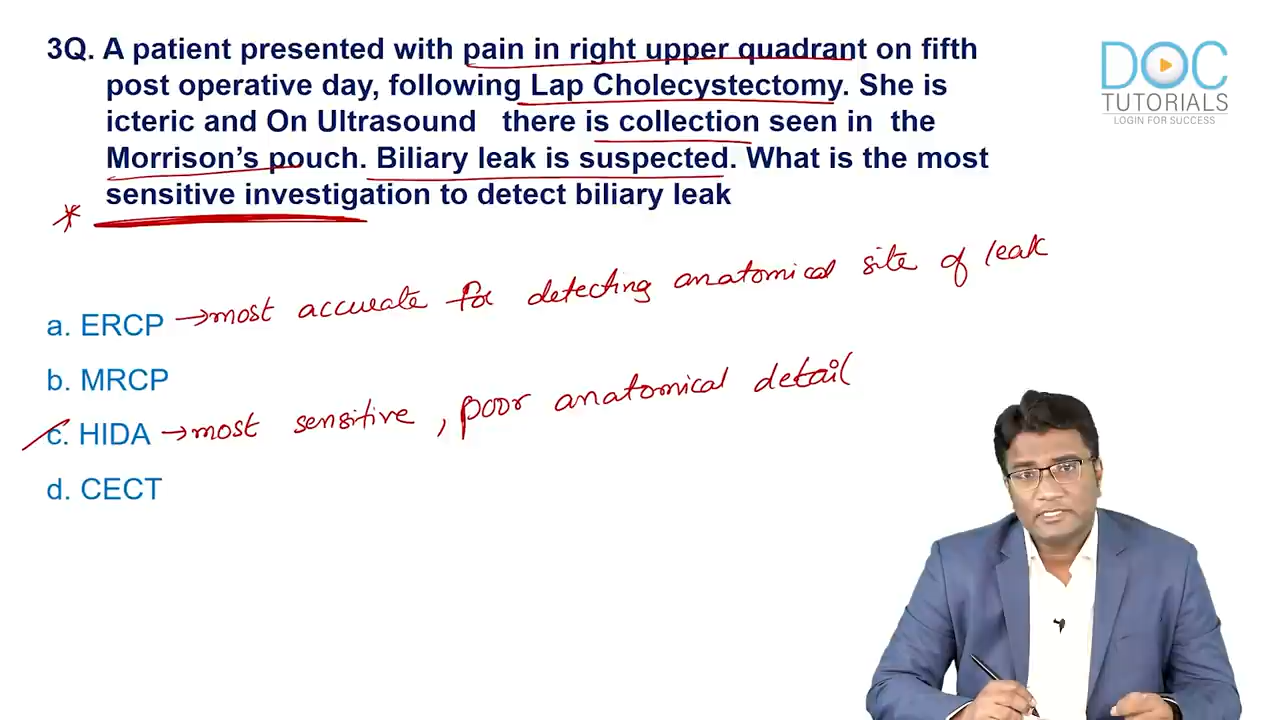 3Q. A patient presented with pain in right upper quadrant on fifth
post operative day, following Lap Cholecystectomy. She is
icteric and On Ultrasound there is collection seen in the
Morrison's pouch. Biliary leak is suspected. What is the most
sensitive investigation to detect biliary leak
DOC
TUTORIALS
LOGIN FOR SUCCESS
a. ERCP → most accurate for detecting anatomical site of leak
b. MRCP
c. HIDA → most sensitive, poor anatomical detail
d. CECT